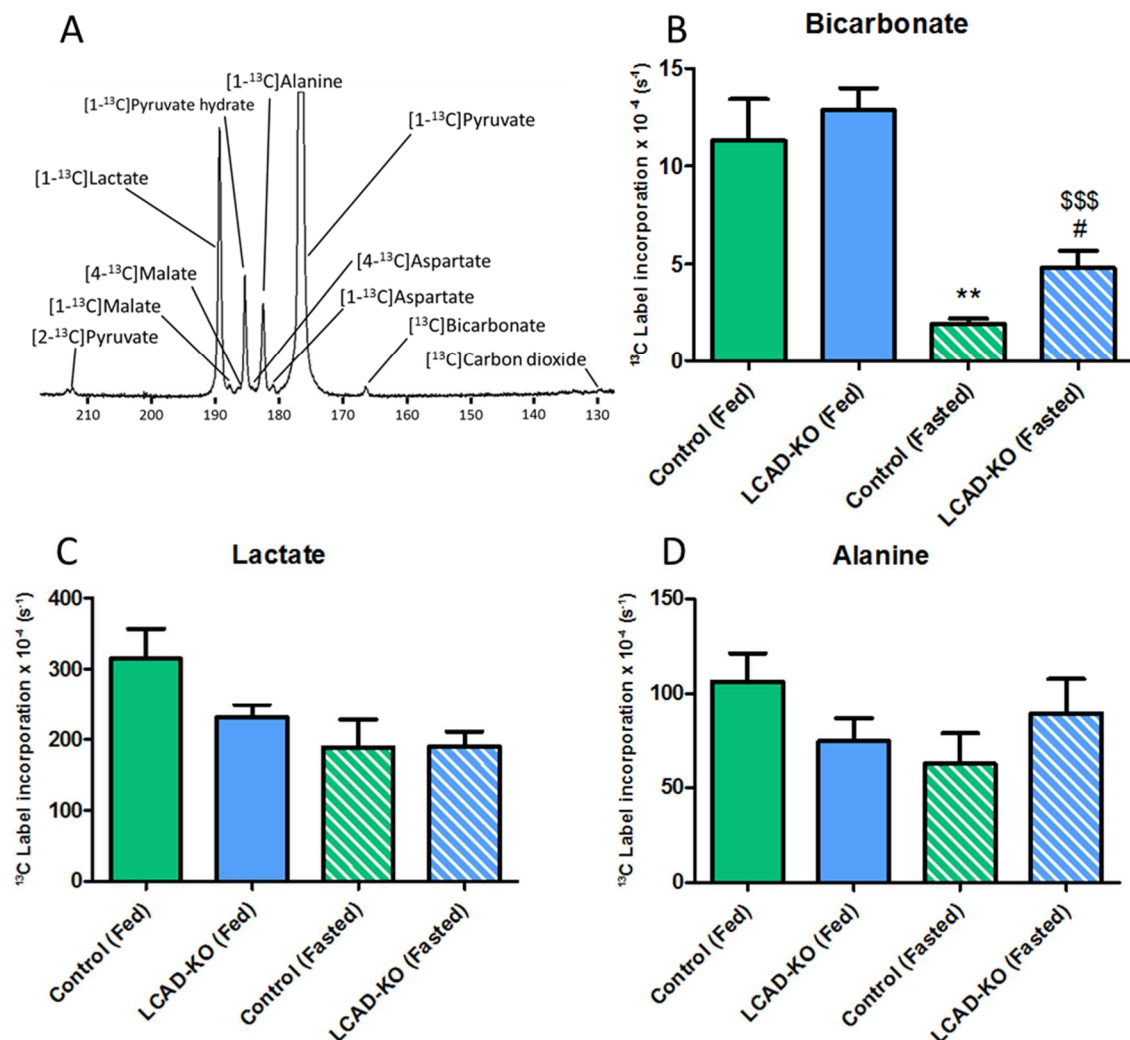 A
[1-¹³C]Alanine
[1-¹³C]Pyruvate hydrate
[1-¹³C]Pyruvate
[1-¹³C]Lactate
[4-¹³C]Malate
[4-¹³C]Aspartate
[1-¹³C]Malate
[1-¹³C]Aspartate
[2-¹³C]Pyruvate
[¹³C]Bicarbonate
[¹³C]Carbon dioxide
210 200 190 180 170 160 150 140 130
B
Bicarbonate
¹³C Label incorporation x 10⁻⁴ (s⁻¹)
15
10
5
0
**
$$$
#
Control (Fed)
LCAD-KO (Fed)
Control (Fasted)
LCAD-KO (Fasted)
C
Lactate
¹³C Label incorporation x 10⁻⁴ (s⁻¹)
400
300
200
100
0
Control (Fed)
LCAD-KO (Fed)
Control (Fasted)
LCAD-KO (Fasted)
D
Alanine
¹³C Label incorporation x 10⁻⁴ (s⁻¹)
150
100
50
0
Control (Fed)
LCAD-KO (Fed)
Control (Fasted)
LCAD-KO (Fasted)